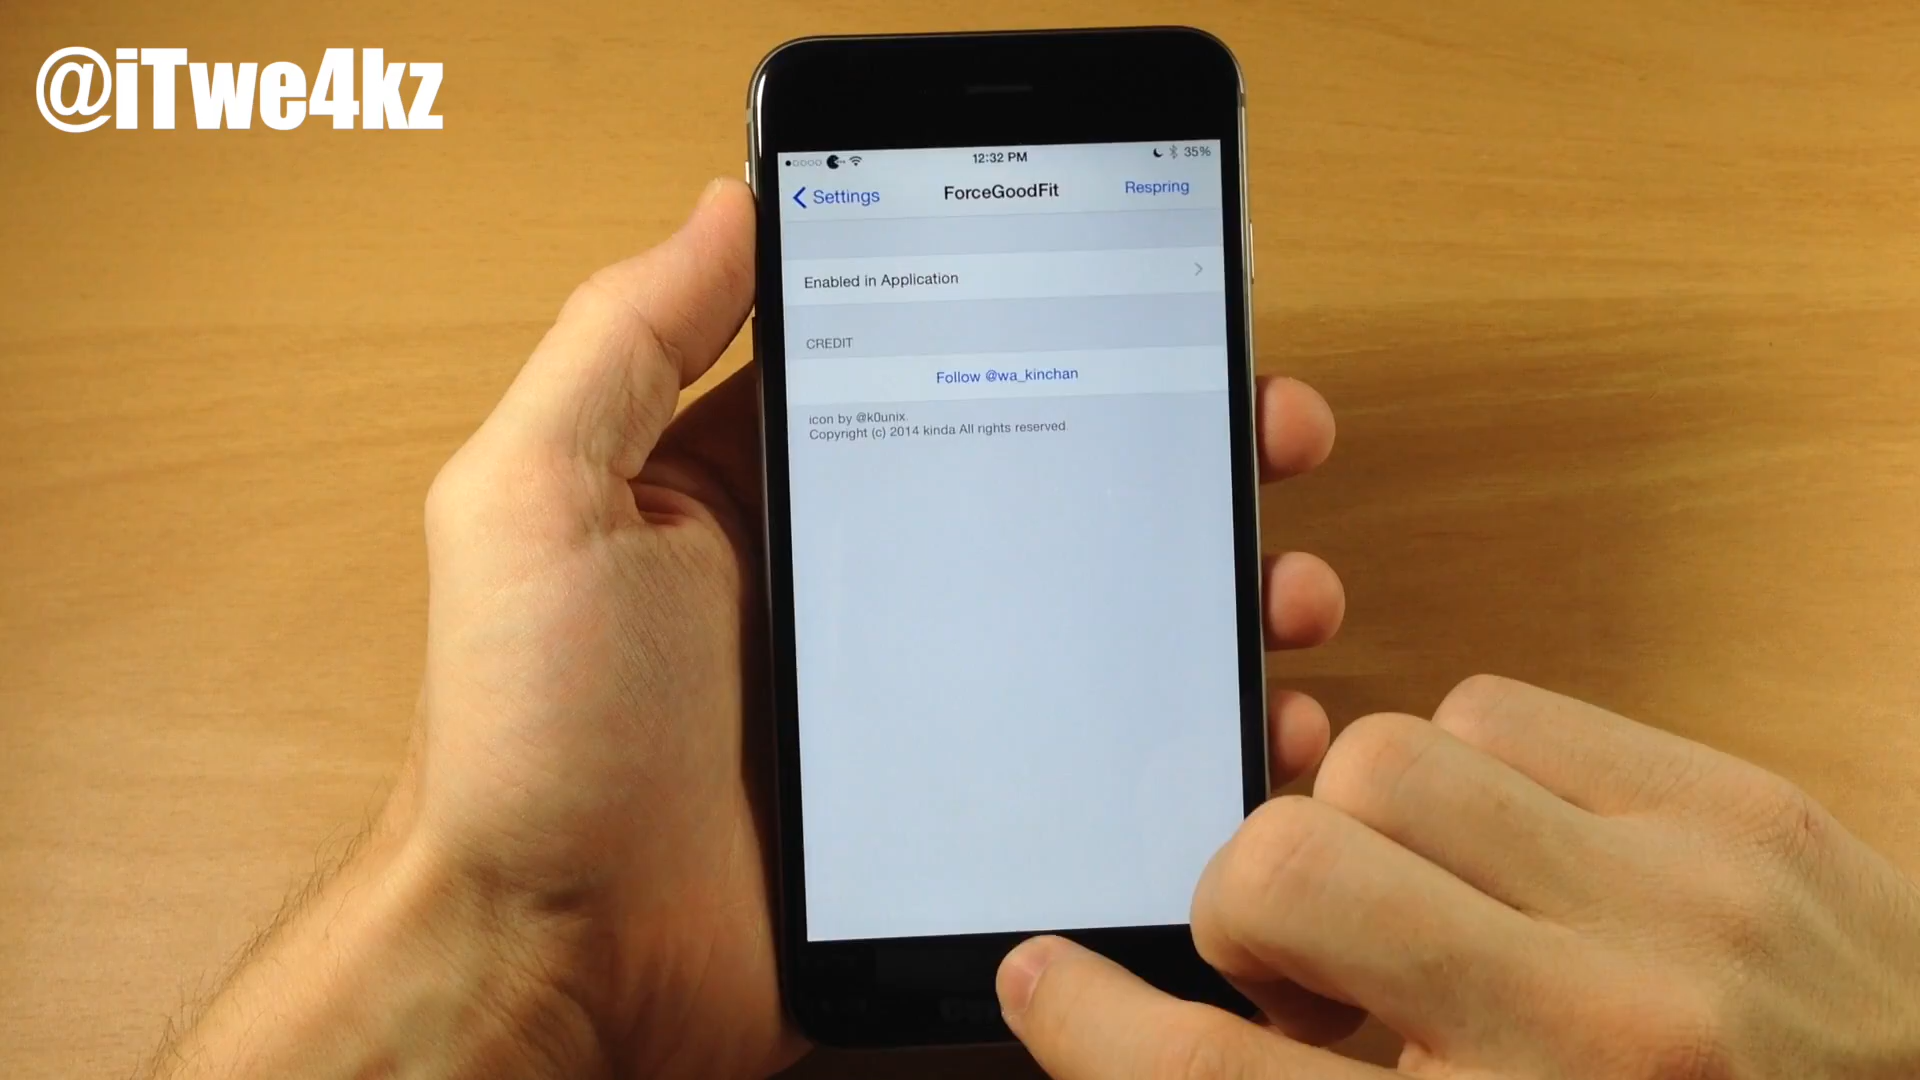 @iTwe4kz
12:32 PM
35%
Settings
ForceGoodFit
Respring
Enabled in Application
CREDIT
Follow @wa_kinchan
icon by @k0unix.
Copyright (c) 2014 kinda All rights reserved